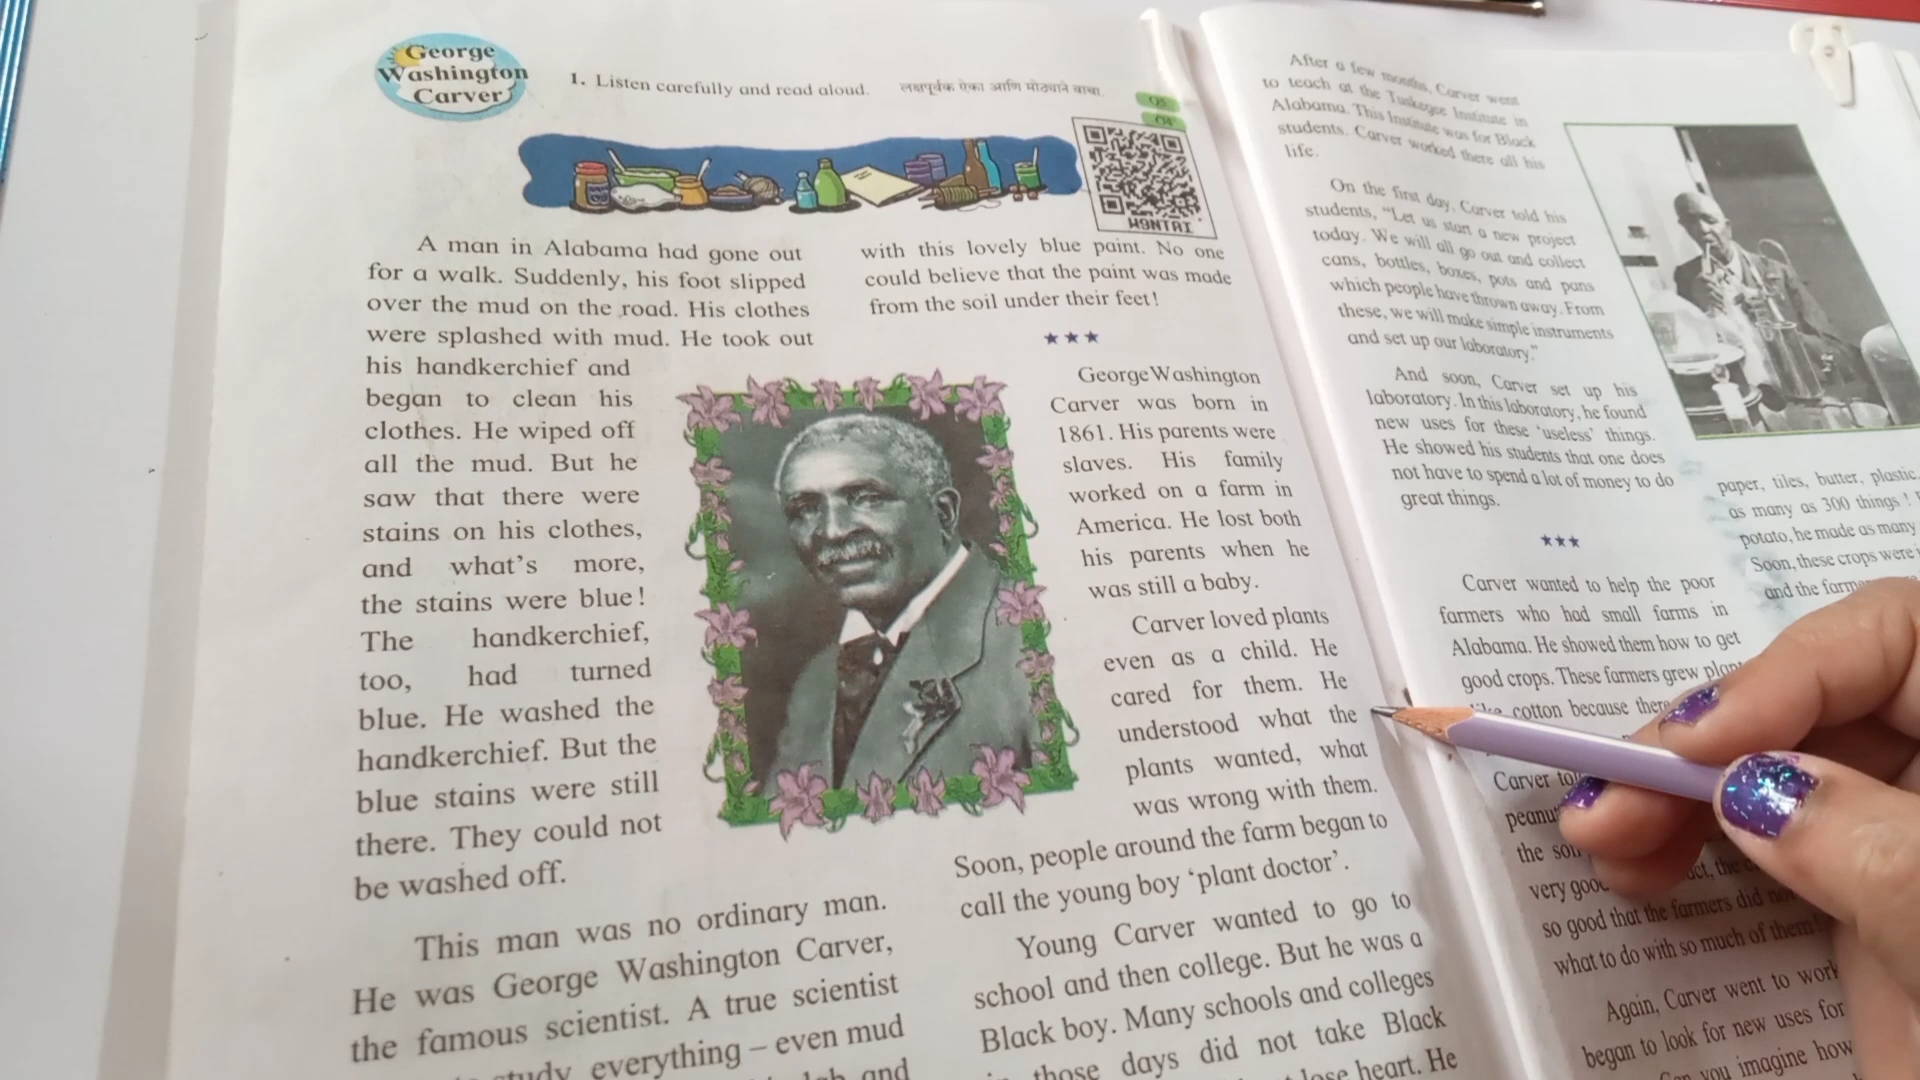 George
Washington
Carver
1. Listen carefully and read aloud. लक्षपूर्वक ऐका आणि मोठ्याने वाचा.
W9NTAI
A man in Alabama had gone out
for a walk. Suddenly, his foot slipped
over the mud on the road. His clothes
were splashed with mud. He took out
his handkerchief and
began to clean his
clothes. He wiped off
all the mud. But he
saw that there were
stains on his clothes,
and what's more,
the stains were blue!
The handkerchief,
too, had turned
blue. He washed the
handkerchief. But the
blue stains were still
there. They could not
be washed off.
This man was no ordinary man.
He was George Washington Carver,
the famous scientist. A true scientist
study everything – even mud
and
with this lovely blue paint. No one
could believe that the paint was made
from the soil under their feet!
★★★
George Washington
Carver was born in
1861. His parents were
slaves. His family
worked on a farm in
America. He lost both
his parents when he
was still a baby.
Carver loved plants
even as a child. He
cared for them. He
understood what the
plants wanted, what
was wrong with them.
Soon, people around the farm began to
call the young boy 'plant doctor'.
Young Carver wanted to go to
school and then college. But he was a
Black boy. Many schools and colleges
those days did not take Black
lose heart. He
After a few months, Carver went
to teach at the Tuskegee Institute in
Alabama. This Institute was for Black
students. Carver worked there all his
life.
On the first day, Carver told his
students, "Let us start a new project
today. We will all go out and collect
cans, bottles, boxes, pots and pans
which people have thrown away. From
these, we will make simple instruments
and set up our laboratory."
And soon, Carver set up his
laboratory. In this laboratory, he found
new uses for these 'useless' things.
He showed his students that one does
not have to spend a lot of money to do
great things.
★★★
Carver wanted to help the poor
farmers who had small farms in
Alabama. He showed them how to get
good crops. These farmers grew
cotton because
Carver
the
very good
so good that the farmers did
what to do with so much of them!
Again, Carver went to work
began to look for new uses for
you imagine how
paper, tiles, butter, plastic,
as many as 300 things!
potato, he made as many
Soon, these crops were
and the